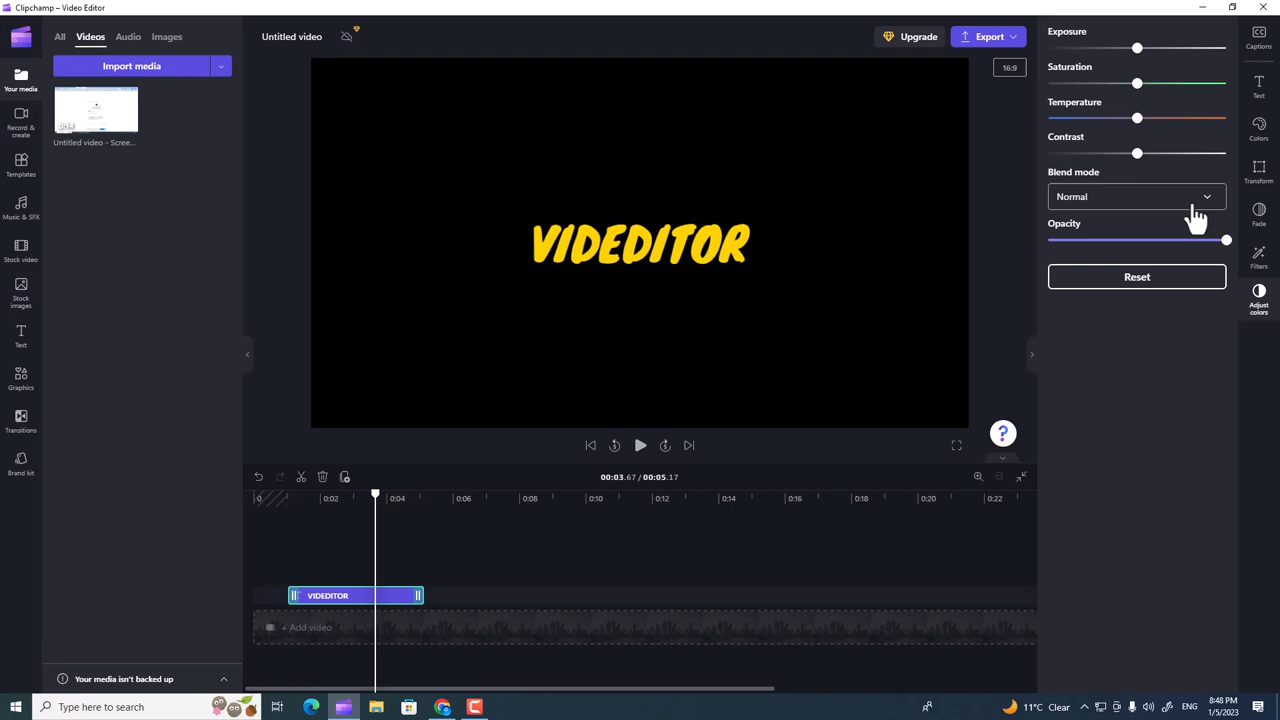 Clipchamp – Video Editor
All Videos Audio Images
Untitled video
Upgrade
Export
Import media
16:9
0:14
Untitled video - Scree...
Your media
Record &
create
Templates
Music & SFX
Stock video
Stock
images
Text
Graphics
Transitions
Brand kit
VIDEDITOR
Exposure
Saturation
Temperature
Contrast
Blend mode
Normal
Opacity
Reset
CC
Captions
Text
Colors
Transform
Fade
Filters
Adjust
colors
5 5
?
00:03.67 / 00:05.17
0 0:02 0:04 0:06 0:08 0:10 0:12 0:14 0:16 0:18 0:20 0:22
VIDEDITOR
+ Add video
Your media isn't backed up
Type here to search
11°C Clear
ENG
8:48 PM
1/5/2023